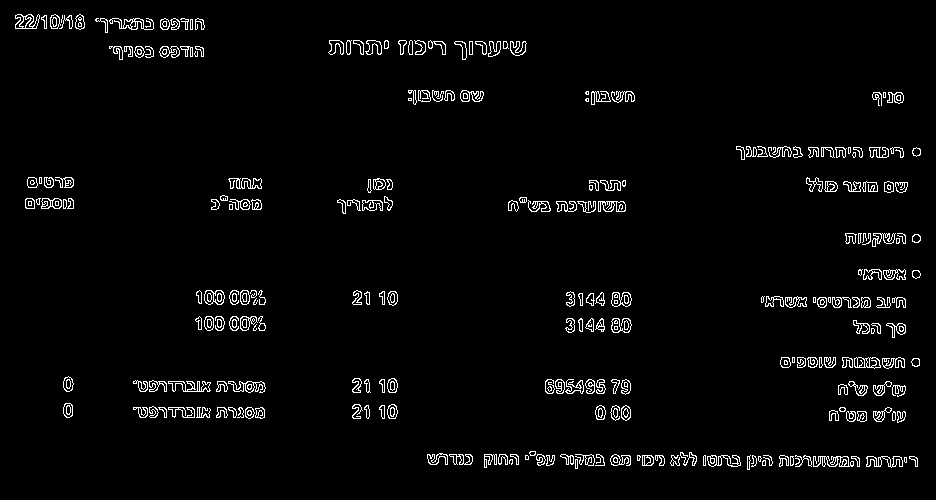 הודפס בתאריך 22/10/18
הודפס בסניף
שיערוך ריכוז יתרות
סניף חשבון: שם חשבון:
ריכוז היתרות בחשבונך
שם מוצר כולל יתרה משוערכת בש"ח נכון לתאריך אחוז מסה"כ פרטים נוספים
השקעות
אשראי
חיוב מכרטיסי אשראי 3144 80 21 10 100 00%
סך הכל 3144 80 100 00%
חשבונות שוטפים
עו"ש ש"ח 695495 79 21 10 מסגרת אוברדרפט 0
עו"ש מט"ח 0 00 21 10 מסגרת אוברדרפט 0
היתרות המשוערכות הינן ברוטו ללא ניכוי מס במקור עפ"י החוק כנדרש